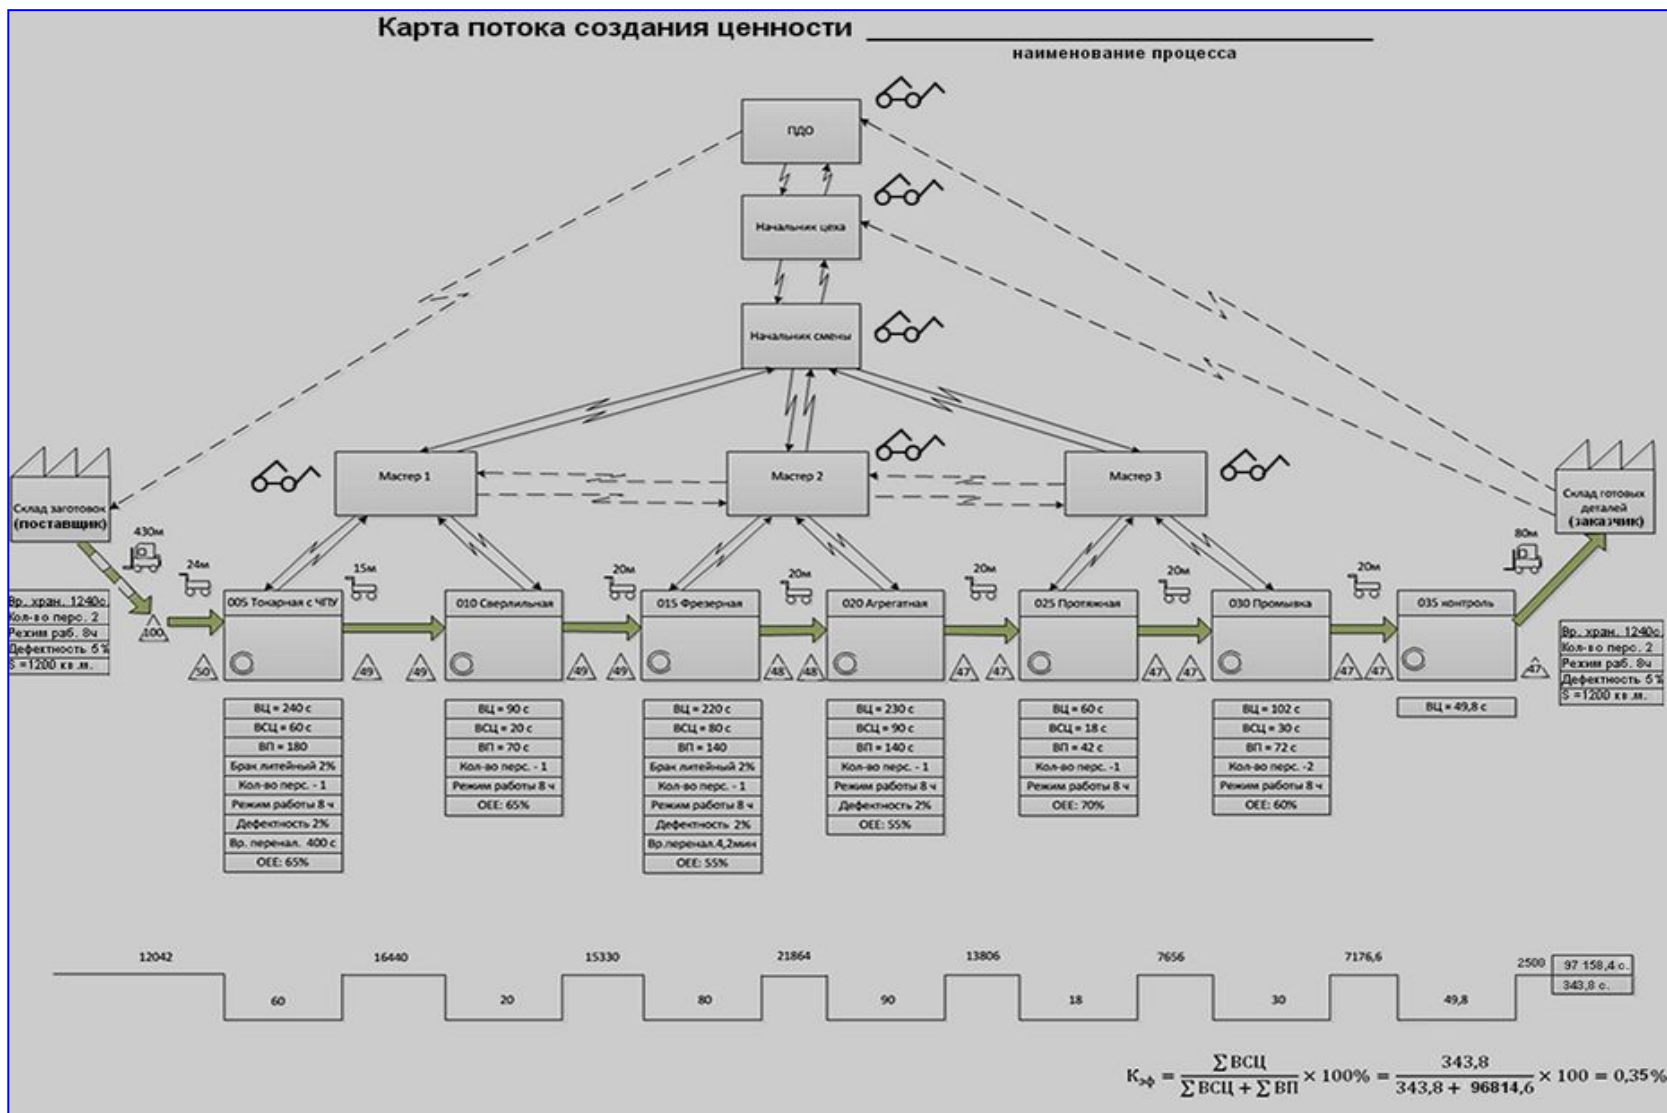 Карта потока создания ценности
наименование процесса
ПДО
Начальник цеха
Начальник смены
Мастер 1
Мастер 2
Мастер 3
Склад заготовок
(поставщик)
Склад готовых
деталей
(заказчик)
430м
24м
15м
20м
20м
20м
20м
20м
80м
Вр. хран. 1240с.
Кол-во перс. 2
Режим раб. 8ч
Дефектность 5%
S =1200 кв.м.
100
50
005 Токарная с ЧПУ
49
49
010 Сверлильная
49
49
015 Фрезерная
48
48
020 Агрегатная
47
47
025 Протяжная
47
47
030 Промывка
47
47
035 контроль
47
Вр. хран. 1240с.
Кол-во перс. 2
Режим раб. 8ч
Дефектность 5%
S =1200 кв.м.
ВЦ = 240 с
ВСЦ = 60 с
ВП = 180
Брак литейный 2%
Кол-во перс. - 1
Режим работы 8 ч
Дефектность 2%
Вр. перенал. 400 с
ОЕЕ: 65%
ВЦ = 90 с
ВСЦ = 20 с
ВП = 70 с
Кол-во перс. - 1
Режим работы 8 ч
ОЕЕ: 65%
ВЦ = 220 с
ВСЦ = 80 с
ВП = 140
Брак литейный 2%
Кол-во перс. - 1
Режим работы 8 ч
Дефектность 2%
Вр.перенал.4,2мин
ОЕЕ: 55%
ВЦ = 230 с
ВСЦ = 90 с
ВП = 140 с
Кол-во перс. - 1
Режим работы 8 ч
Дефектность 2%
ОЕЕ: 55%
ВЦ = 60 с
ВСЦ = 18 с
ВП = 42 с
Кол-во перс. -1
Режим работы 8 ч
ОЕЕ: 70%
ВЦ = 102 с
ВСЦ = 30 с
ВП = 72 с
Кол-во перс. -2
Режим работы 8 ч
ОЕЕ: 60%
ВЦ = 49,8 с
12042 16440 15330 21864 13806 7656 7176,6 2500 97 158,4 с.
60 20 80 90 18 30 49,8 343,8 с.
Kэф = ∑ВСЦ / (∑ВСЦ + ∑ВП) × 100% = 343,8 / (343,8 + 96814,6) × 100 = 0,35%